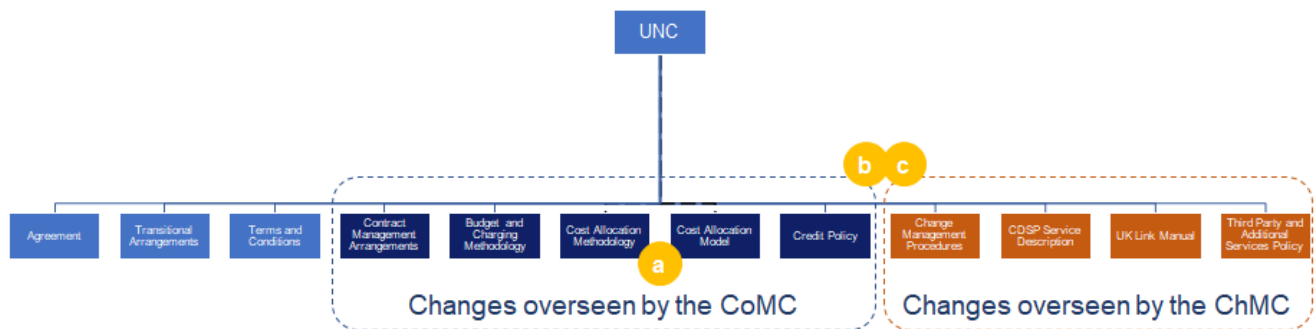 UNC
b
c
Agreement
Transitional
Arrangements
Terms and
Conditions
Contract
Management
Arrangements
Budget and
Charging
Methodology
Cost Allocation
Methodology
Cost Allocation
Model
Credit Policy
Change
Management
Procedures
CDSP Service
Description
UK Link Manual
Third Party and
Additional
Services Policy
a
Changes overseen by the CoMC
Changes overseen by the ChMC